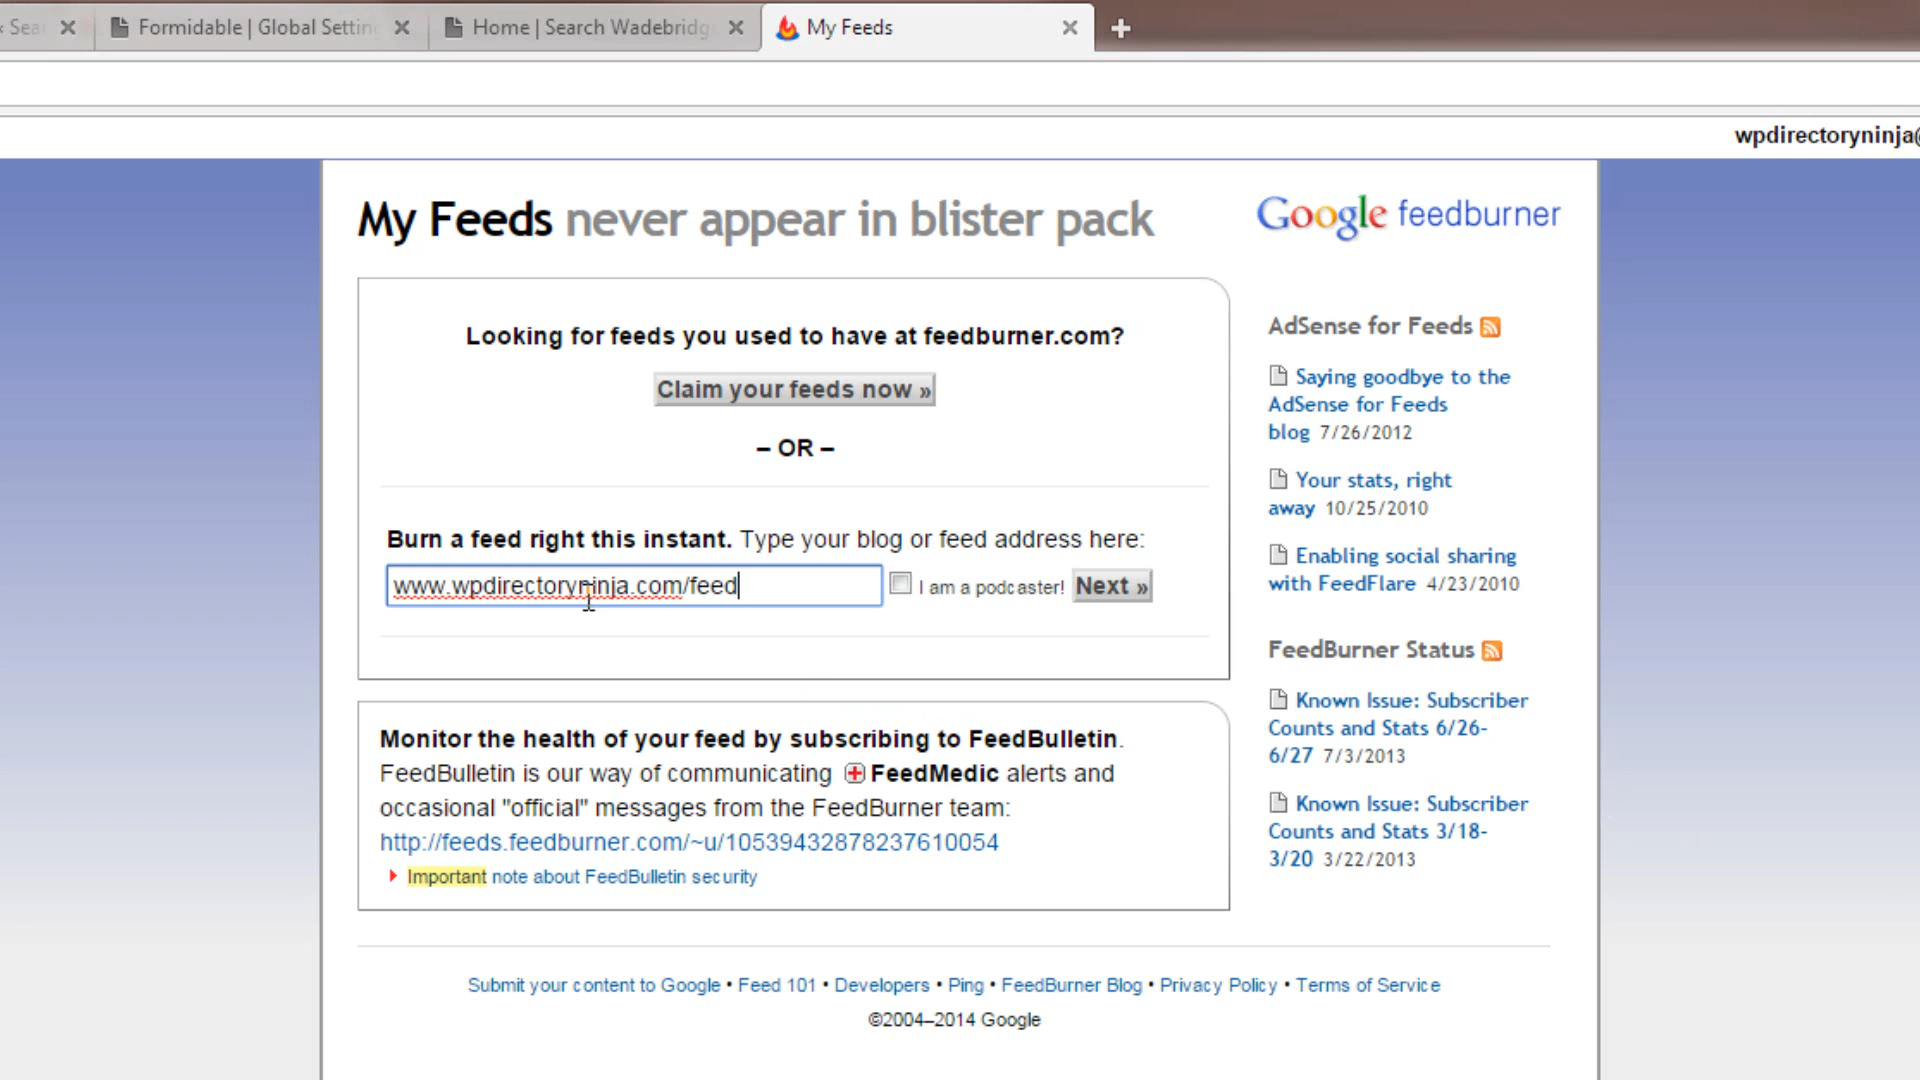 Formidable | Global Settin
Home | Search Wadebridg
My Feeds
wpdirectoryninja@
My Feeds never appear in blister pack
Google feedburner
Looking for feeds you used to have at feedburner.com?
Claim your feeds now »
– OR –
Burn a feed right this instant. Type your blog or feed address here:
www.wpdirectoryninja.com/feed
I am a podcaster!
Next »
Monitor the health of your feed by subscribing to FeedBulletin.
FeedBulletin is our way of communicating FeedMedic alerts and
occasional "official" messages from the FeedBurner team:
http://feeds.feedburner.com/~u/10539432878237610054
Important note about FeedBulletin security
AdSense for Feeds
Saying goodbye to the
AdSense for Feeds
blog 7/26/2012
Your stats, right
away 10/25/2010
Enabling social sharing
with FeedFlare 4/23/2010
FeedBurner Status
Known Issue: Subscriber
Counts and Stats 6/26-
6/27 7/3/2013
Known Issue: Subscriber
Counts and Stats 3/18-
3/20 3/22/2013
Submit your content to Google • Feed 101 • Developers • Ping • FeedBurner Blog • Privacy Policy • Terms of Service
©2004–2014 Google